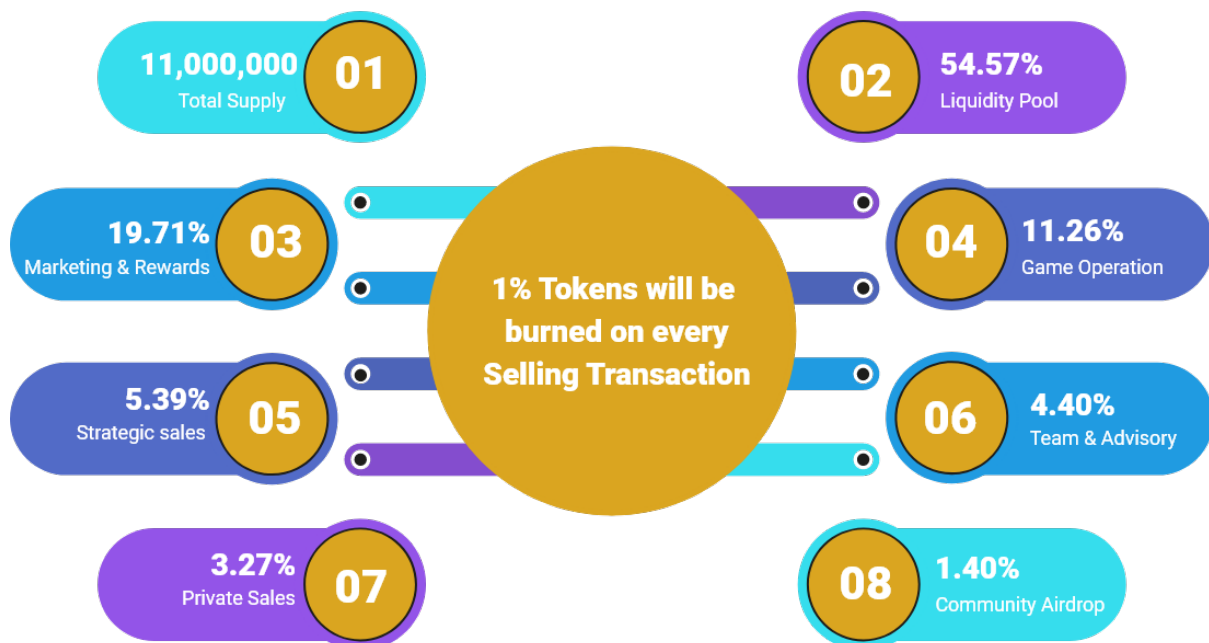 11,000,000
Total Supply
01
02
54.57%
Liquidity Pool
19.71%
Marketing & Rewards
03
04
11.26%
Game Operation
1% Tokens will be
burned on every
Selling Transaction
5.39%
Strategic sales
05
06
4.40%
Team & Advisory
3.27%
Private Sales
07
08
1.40%
Community Airdrop